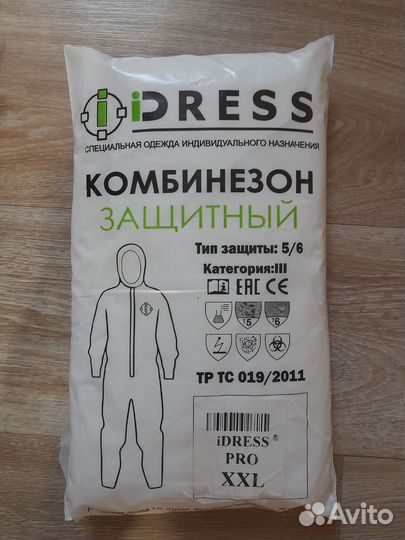 iDRESS
СПЕЦИАЛЬНАЯ ОДЕЖДА ИНДИВИДУАЛЬНОГО НАЗНАЧЕНИЯ
КОМБИНЕЗОН
ЗАЩИТНЫЙ
Тип защиты: 5/6
Категория:III
EAC CE
5 6
ТР ТС 019/2011
iDRESS®
PRO
XXL
Avito